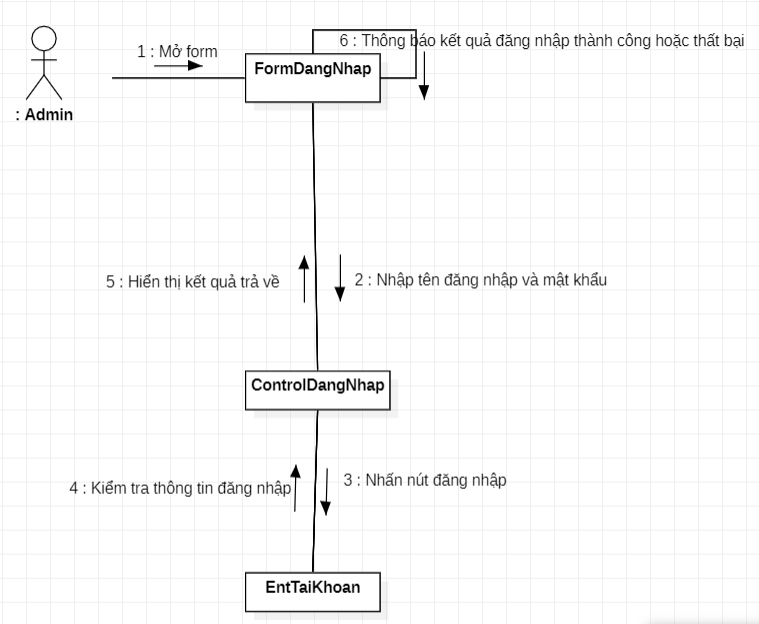 6 : Thông báo kết quả đăng nhập thành công hoặc thất bại
1 : Mở form
FormDangNhap
: Admin
5 : Hiển thị kết quả trả về
2 : Nhập tên đăng nhập và mật khẩu
ControlDangNhap
4 : Kiểm tra thông tin đăng nhập
3 : Nhấn nút đăng nhập
EntTaiKhoan